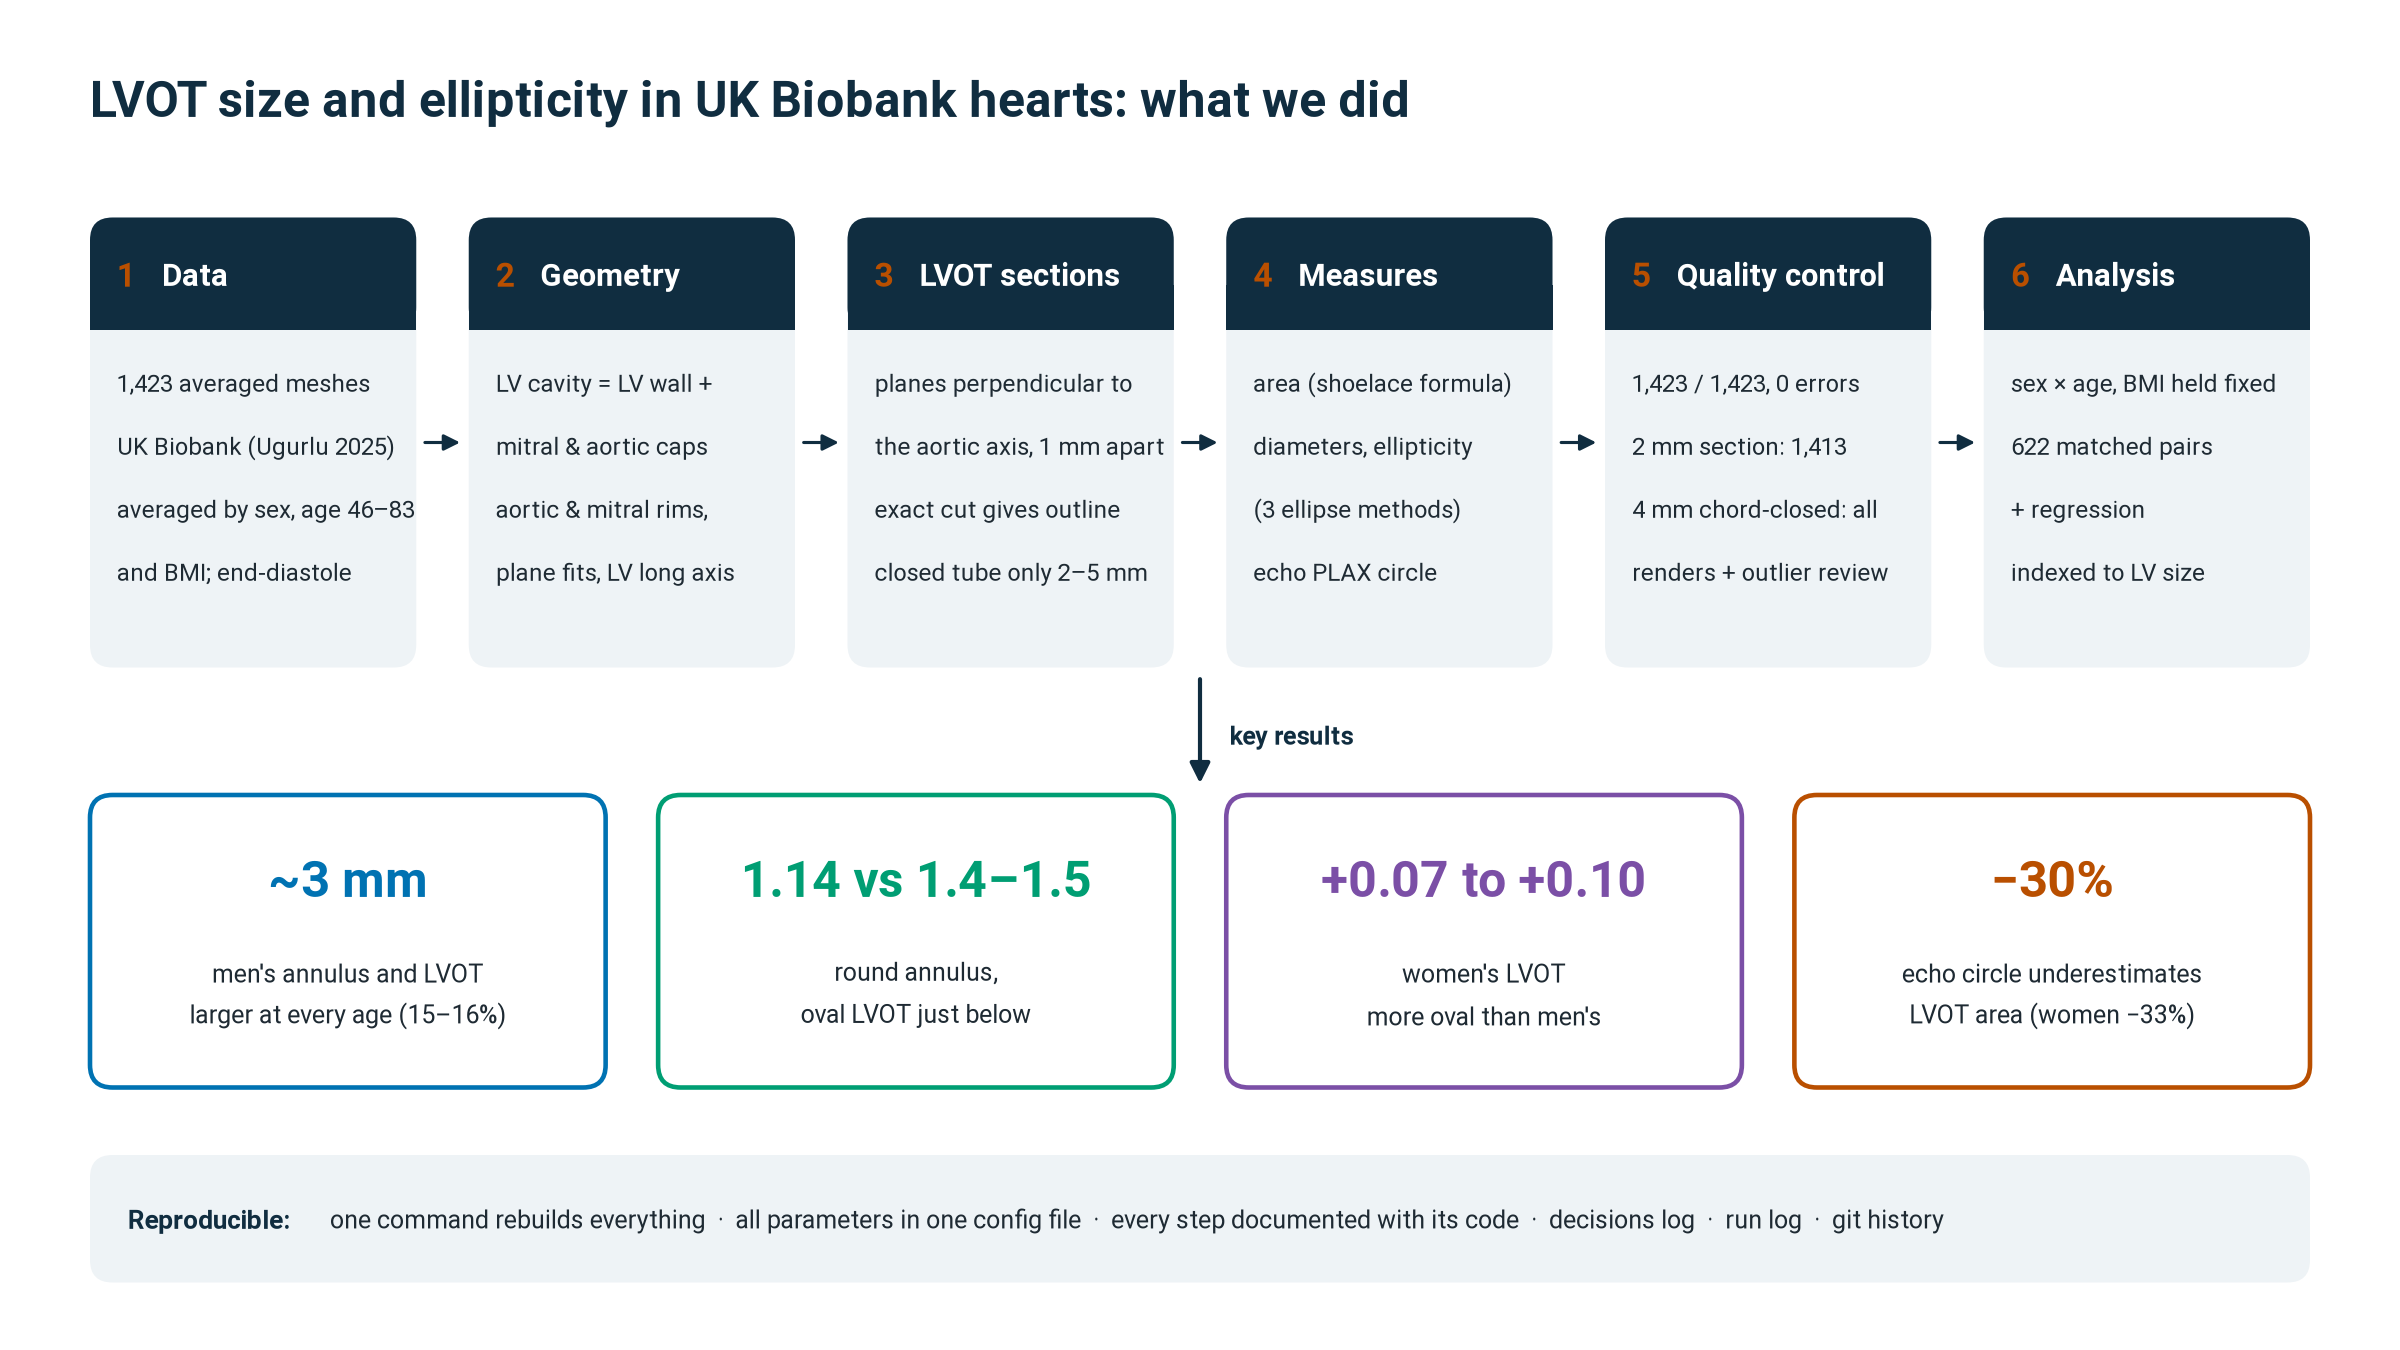 LVOT size and ellipticity in UK Biobank hearts: what we did
1 Data
1,423 averaged meshes
UK Biobank (Ugurlu 2025)
averaged by sex, age 46–83
and BMI; end-diastole
2 Geometry
LV cavity = LV wall +
mitral & aortic caps
aortic & mitral rims,
plane fits, LV long axis
3 LVOT sections
planes perpendicular to
the aortic axis, 1 mm apart
exact cut gives outline
closed tube only 2–5 mm
4 Measures
area (shoelace formula)
diameters, ellipticity
(3 ellipse methods)
echo PLAX circle
5 Quality control
1,423 / 1,423, 0 errors
2 mm section: 1,413
4 mm chord-closed: all
renders + outlier review
6 Analysis
sex × age, BMI held fixed
622 matched pairs
+ regression
indexed to LV size
key results
~3 mm
men's annulus and LVOT
larger at every age (15–16%)
1.14 vs 1.4–1.5
round annulus,
oval LVOT just below
+0.07 to +0.10
women's LVOT
more oval than men's
−30%
echo circle underestimates
LVOT area (women −33%)
Reproducible: one command rebuilds everything · all parameters in one config file · every step documented with its code · decisions log · run log · git history